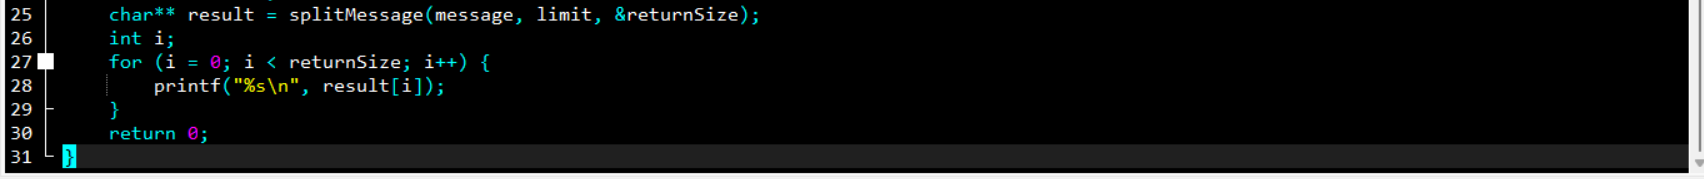 25 char** result = splitMessage(message, limit, &returnSize);
26 int i;
27 for (i = 0; i < returnSize; i++) {
28 printf("%s\n", result[i]);
29 }
30 return 0;
31 }